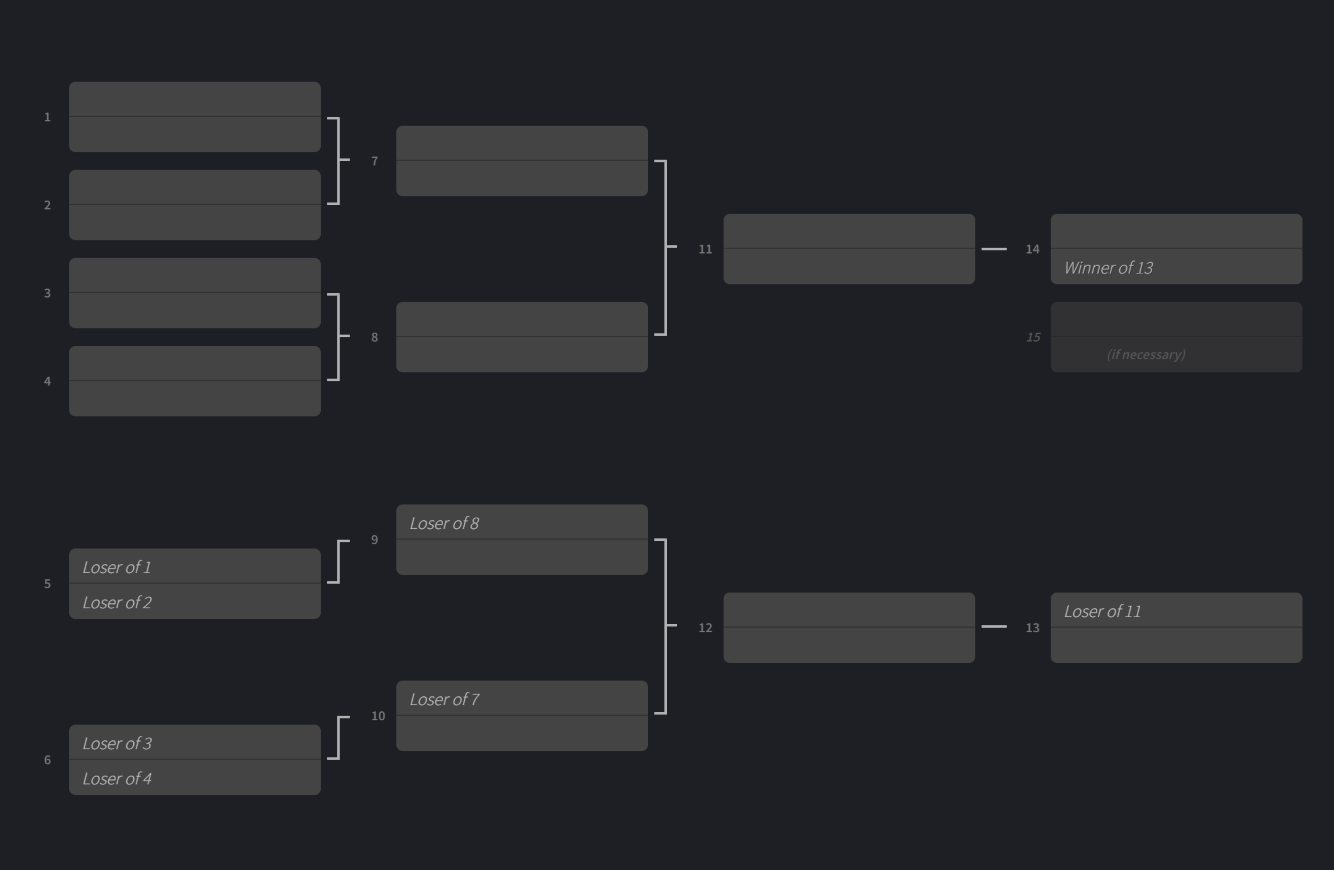 1
2
3
4
7
8
11
14
Winner of 13
15
(if necessary)
5
Loser of 1
Loser of 2
6
Loser of 3
Loser of 4
9
Loser of 8
10
Loser of 7
12
13
Loser of 11